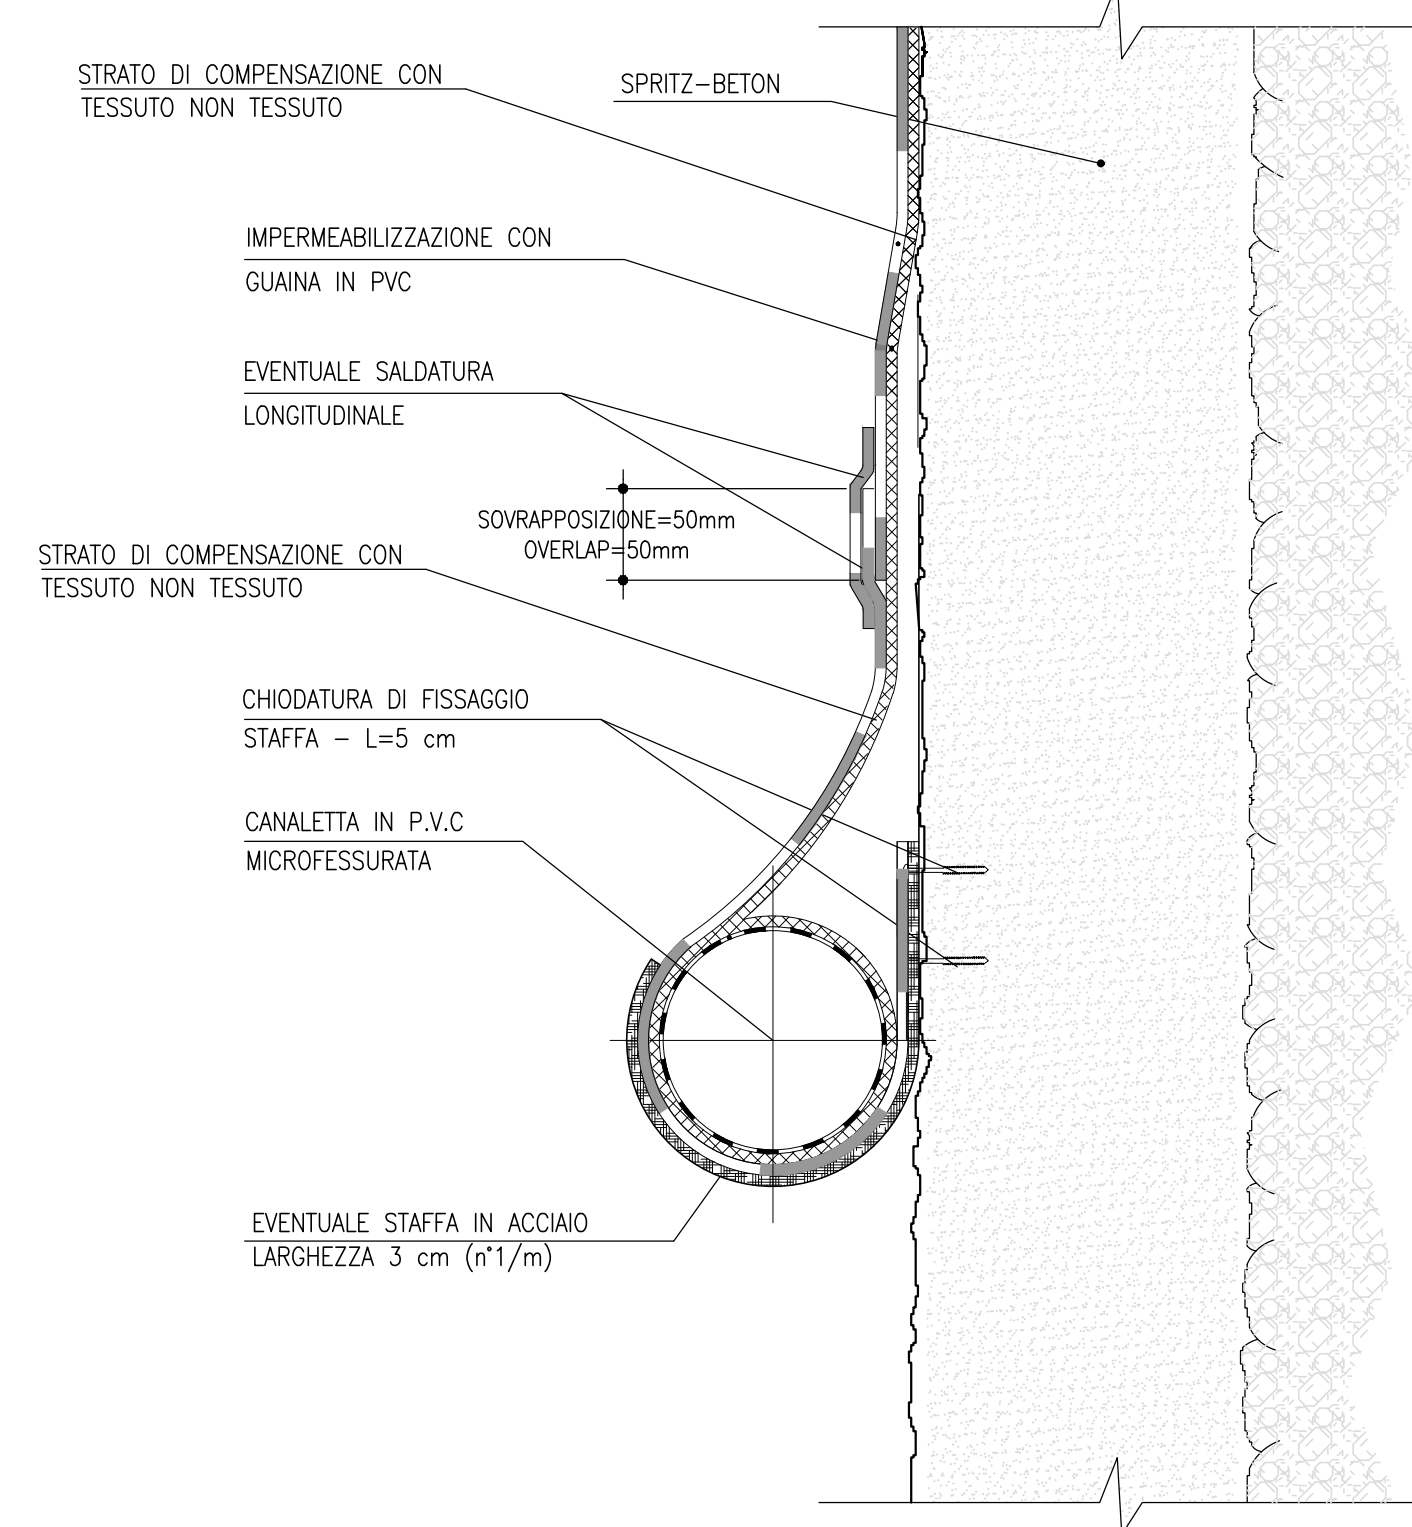 STRATO DI COMPENSAZIONE CON
TESSUTO NON TESSUTO
SPRITZ-BETON
IMPERMEABILIZZAZIONE CON
GUAINA IN PVC
EVENTUALE SALDATURA
LONGITUDINALE
SOVRAPPOSIZIONE=50mm
OVERLAP=50mm
STRATO DI COMPENSAZIONE CON
TESSUTO NON TESSUTO
CHIODATURA DI FISSAGGIO
STAFFA - L=5 cm
CANALETTA IN P.V.C
MICROFESSURATA
EVENTUALE STAFFA IN ACCIAIO
LARGHEZZA 3 cm (n°1/m)